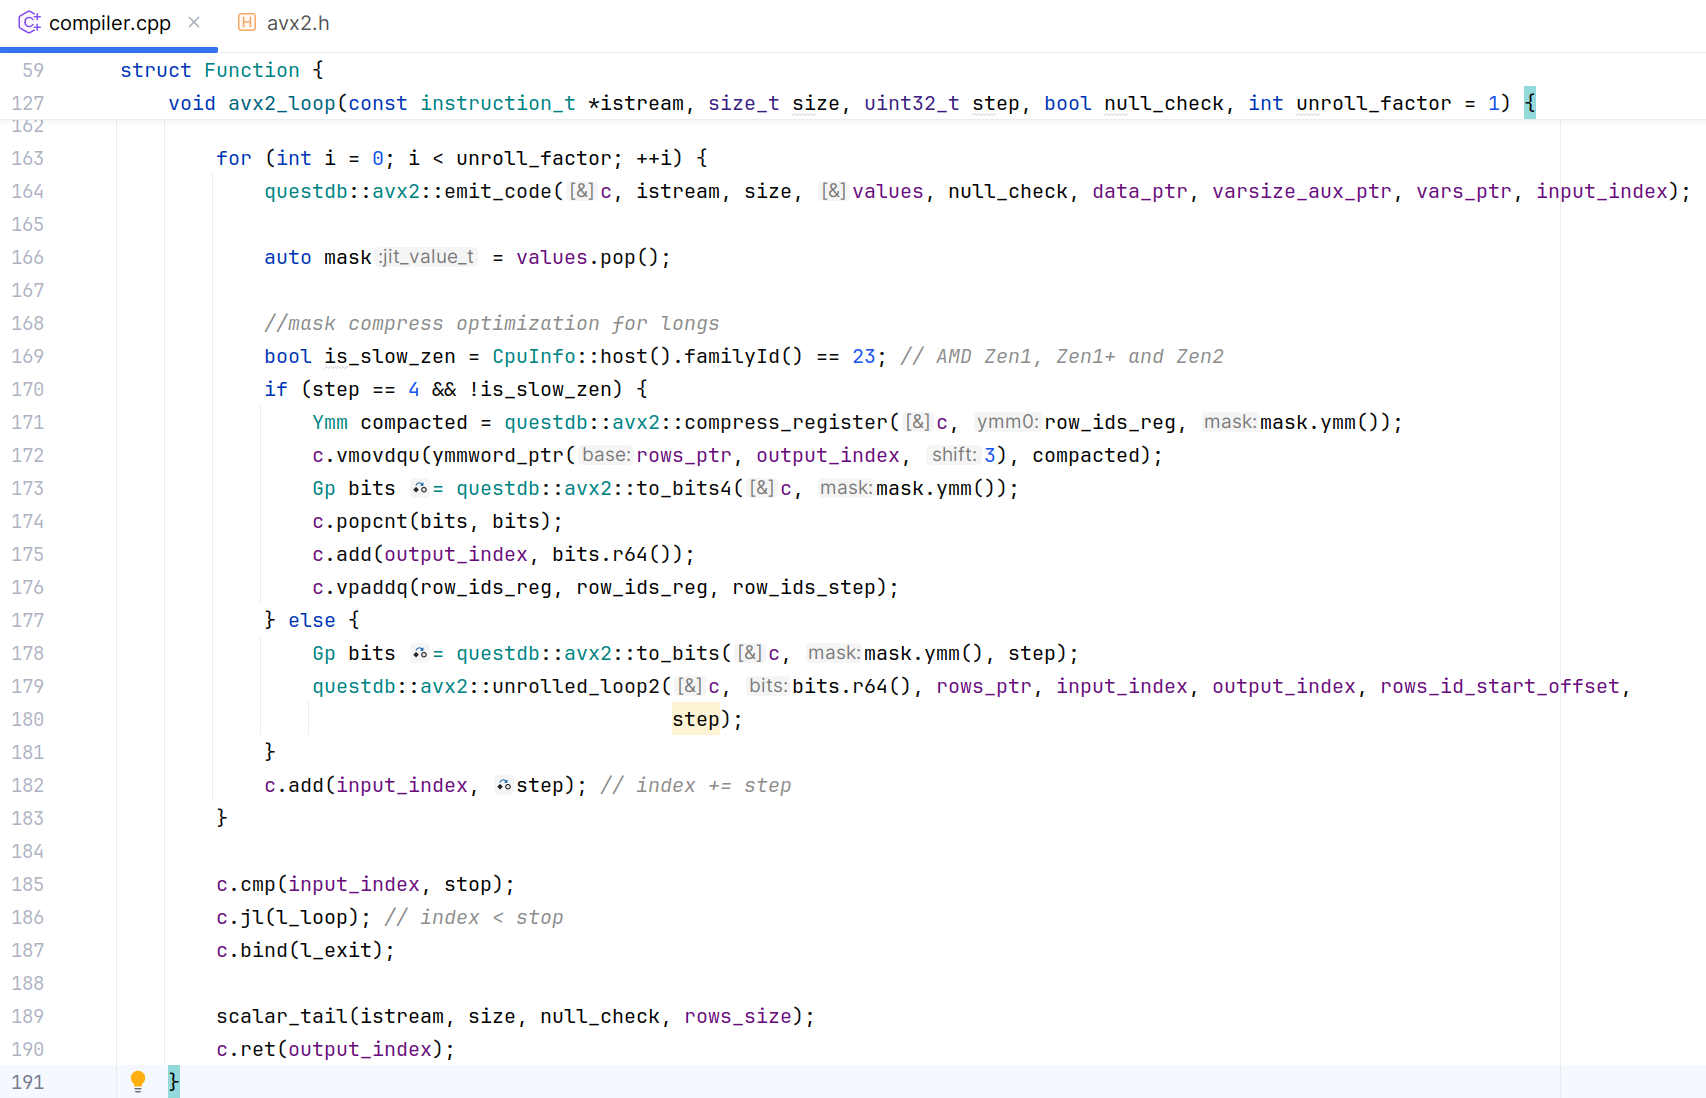 compiler.cpp × avx2.h
59 struct Function {
127 void avx2_loop(const instruction_t *istream, size_t size, uint32_t step, bool null_check, int unroll_factor = 1) {
162
163 for (int i = 0; i < unroll_factor; ++i) {
164 questdb::avx2::emit_code([&]c, istream, size, [&]values, null_check, data_ptr, varsize_aux_ptr, vars_ptr, input_index);
165
166 auto mask:jit_value_t = values.pop();
167
168 //mask compress optimization for longs
169 bool is_slow_zen = CpuInfo::host().familyId() == 23; // AMD Zen1, Zen1+ and Zen2
170 if (step == 4 && !is_slow_zen) {
171 Ymm compacted = questdb::avx2::compress_register([&]c, ymm0:row_ids_reg, mask:mask.ymm());
172 c.vmovdqu(ymmword_ptr(base:rows_ptr, output_index, shift:3), compacted);
173 Gp bits = questdb::avx2::to_bits4([&]c, mask:mask.ymm());
174 c.popcnt(bits, bits);
175 c.add(output_index, bits.r64());
176 c.vpaddq(row_ids_reg, row_ids_reg, row_ids_step);
177 } else {
178 Gp bits = questdb::avx2::to_bits([&]c, mask:mask.ymm(), step);
179 questdb::avx2::unrolled_loop2([&]c, bits:bits.r64(), rows_ptr, input_index, output_index, rows_id_start_offset,
180 step);
181 }
182 c.add(input_index, step); // index += step
183 }
184
185 c.cmp(input_index, stop);
186 c.jl(l_loop); // index < stop
187 c.bind(l_exit);
188
189 scalar_tail(istream, size, null_check, rows_size);
190 c.ret(output_index);
191 }